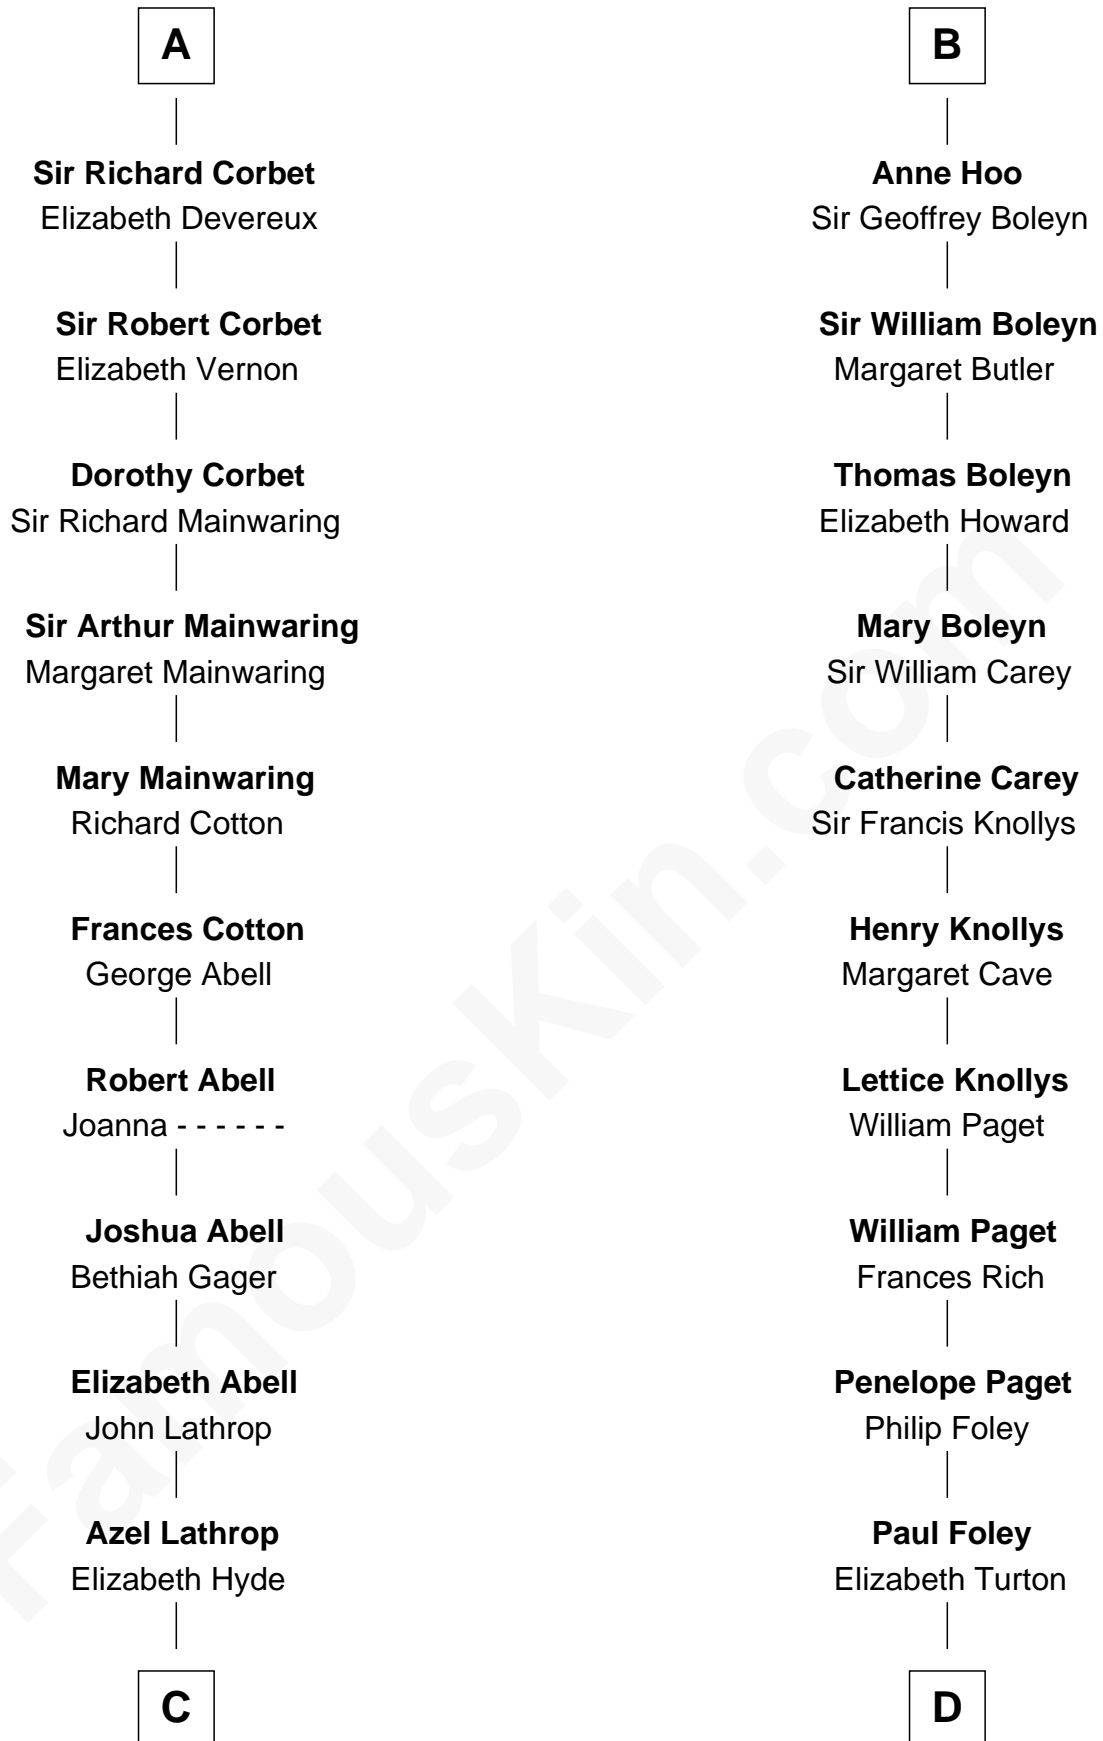 A
Sir Richard Corbet
Elizabeth Devereux
Sir Robert Corbet
Elizabeth Vernon
Dorothy Corbet
Sir Richard Mainwaring
Sir Arthur Mainwaring
Margaret Mainwaring
Mary Mainwaring
Richard Cotton
Frances Cotton
George Abell
Robert Abell
Joanna - - - - - -
Joshua Abell
Bethiah Gager
Elizabeth Abell
John Lathrop
Azel Lathrop
Elizabeth Hyde
C
B
Anne Hoo
Sir Geoffrey Boleyn
Sir William Boleyn
Margaret Butler
Thomas Boleyn
Elizabeth Howard
Mary Boleyn
Sir William Carey
Catherine Carey
Sir Francis Knollys
Henry Knollys
Margaret Cave
Lettice Knollys
William Paget
William Paget
Frances Rich
Penelope Paget
Philip Foley
Paul Foley
Elizabeth Turton
D
FamousKin.com